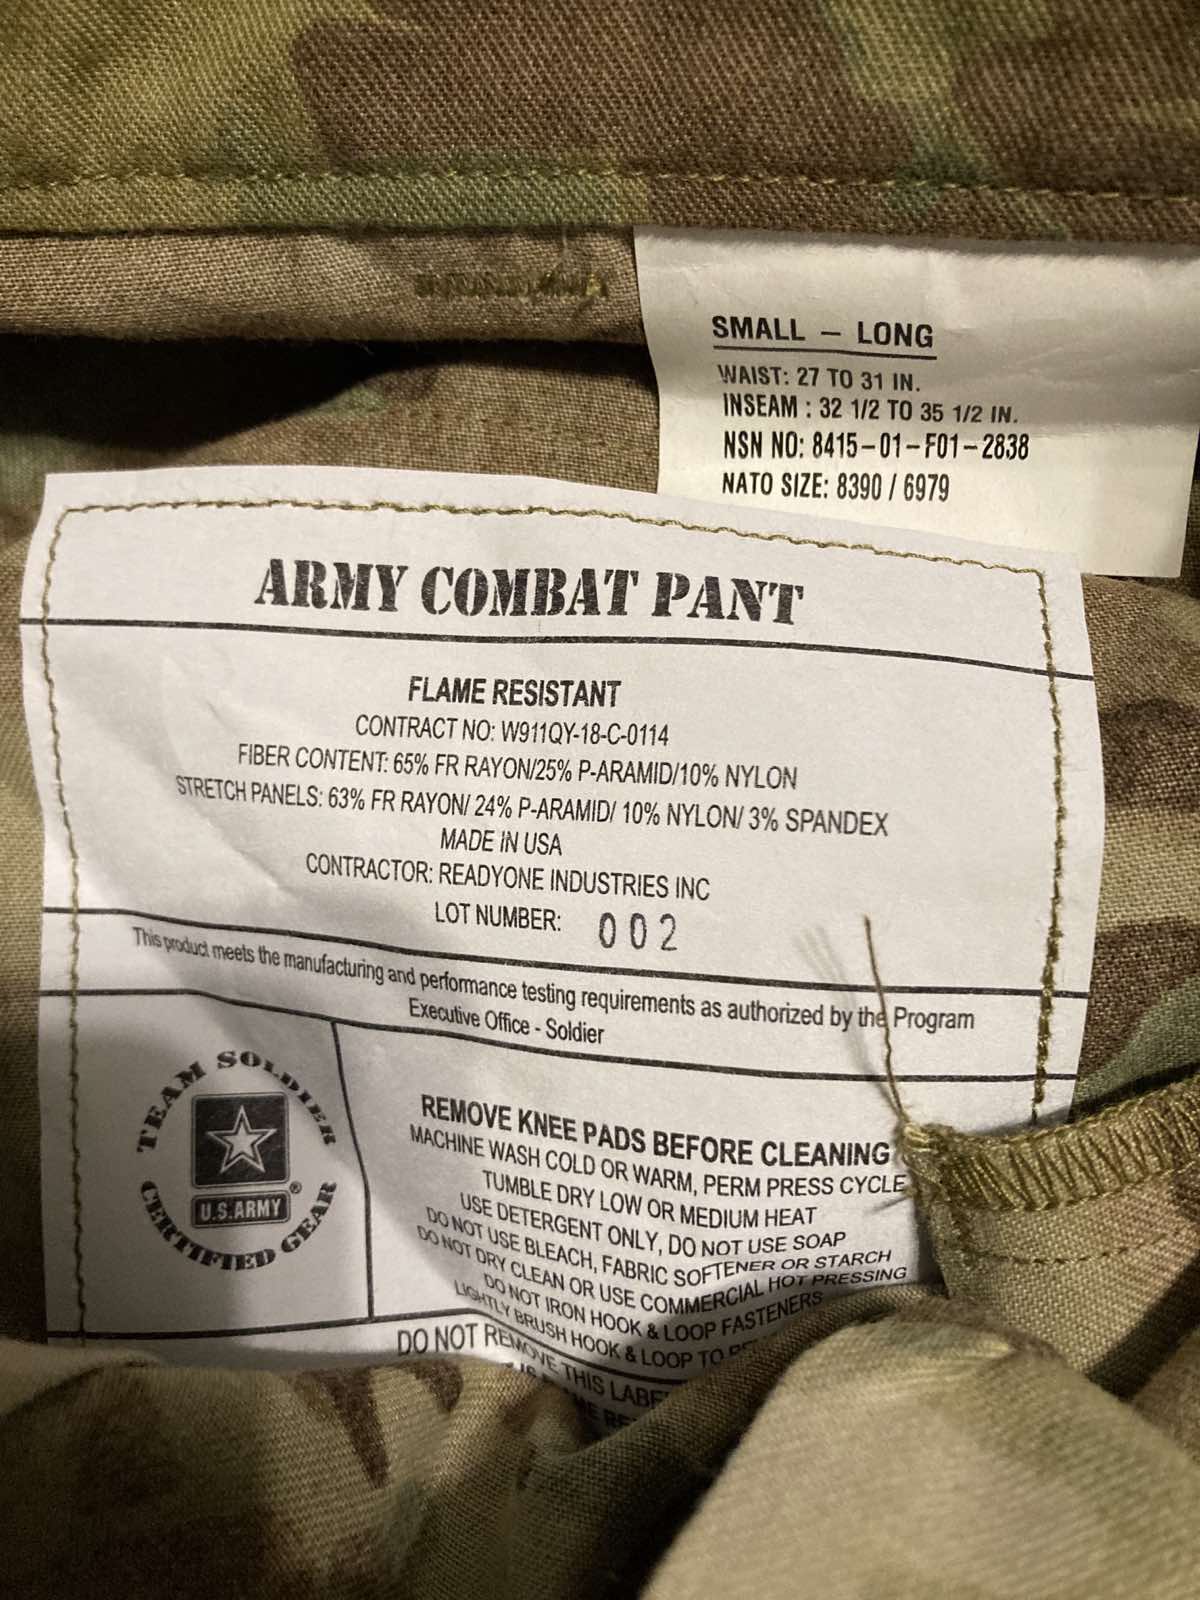 SMALL – LONG
WAIST: 27 TO 31 IN.
INSEAM : 32 1/2 TO 35 1/2 IN.
NSN NO: 8415-01-F01-2838
NATO SIZE: 8390 / 6979
ARMY COMBAT PANT
FLAME RESISTANT
CONTRACT NO: W911QY-18-C-0114
FIBER CONTENT: 65% FR RAYON/25% P-ARAMID/10% NYLON
STRETCH PANELS: 63% FR RAYON/ 24% P-ARAMID/ 10% NYLON/ 3% SPANDEX
MADE IN USA
CONTRACTOR: READYONE INDUSTRIES INC
LOT NUMBER: 002
This product meets the manufacturing and performance testing requirements as authorized by the Program
Executive Office - Soldier
TEAM SOLDIER
U.S.ARMY®
CERTIFIED GEAR
REMOVE KNEE PADS BEFORE CLEANING
MACHINE WASH COLD OR WARM, PERM PRESS CYCLE
TUMBLE DRY LOW OR MEDIUM HEAT
USE DETERGENT ONLY, DO NOT USE SOAP
DO NOT USE BLEACH, FABRIC SOFTENER OR STARCH
DO NOT DRY CLEAN OR USE COMMERCIAL HOT PRESSING
DO NOT IRON HOOK & LOOP FASTENERS
LIGHTLY BRUSH HOOK & LOOP TO
DO NOT REMOVE THIS LABEL